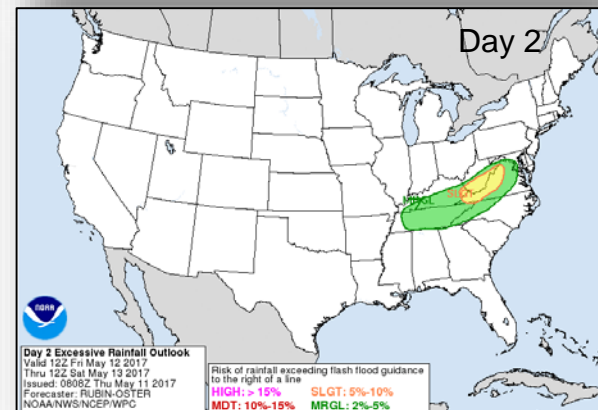 Day 2
MRGL
SLGT
NOAA
Day 2 Excessive Rainfall Outlook
Valid 12Z Fri May 12 2017
Thru 12Z Sat May 13 2017
Issued: 0808Z Thu May 11 2017
Forecaster: RUBIN-OSTER
NOAA/NWS/NCEP/WPC
Risk of rainfall exceeding flash flood guidance
to the right of a line
HIGH: > 15% SLGT: 5%-10%
MDT: 10%-15% MRGL: 2%-5%